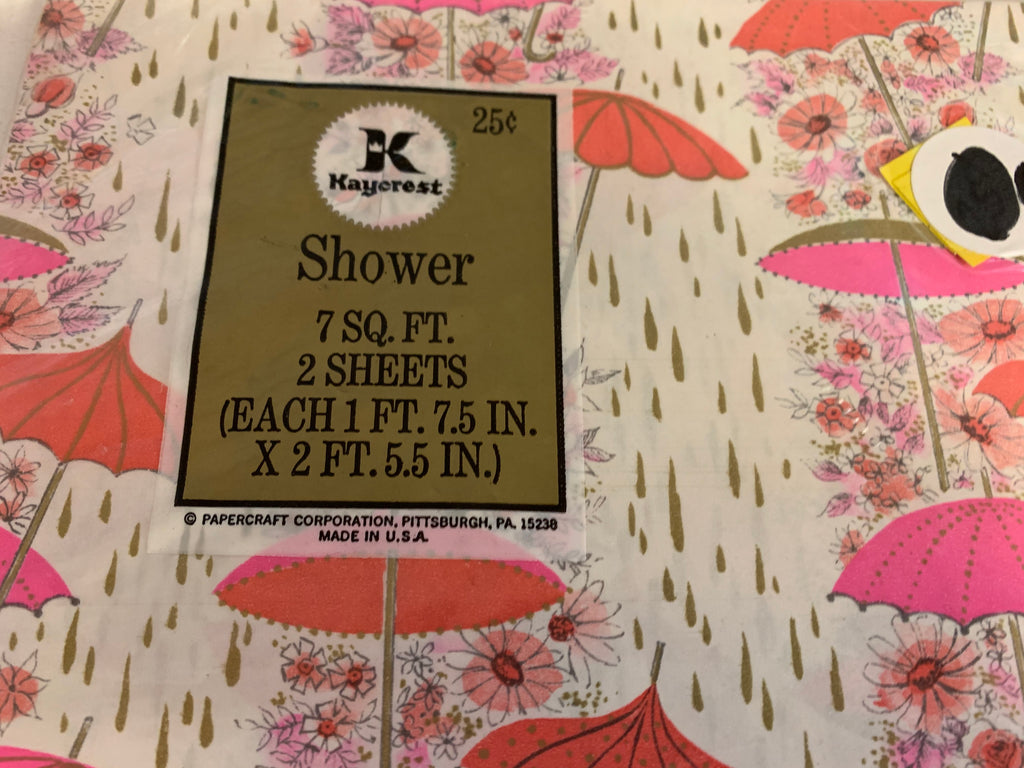 25¢
K
Kaycrest
Shower
7 SQ. FT.
2 SHEETS
(EACH 1 FT. 7.5 IN.
X 2 FT. 5.5 IN.)
© PAPERCRAFT CORPORATION, PITTSBURGH, PA. 15238
MADE IN U.S.A.